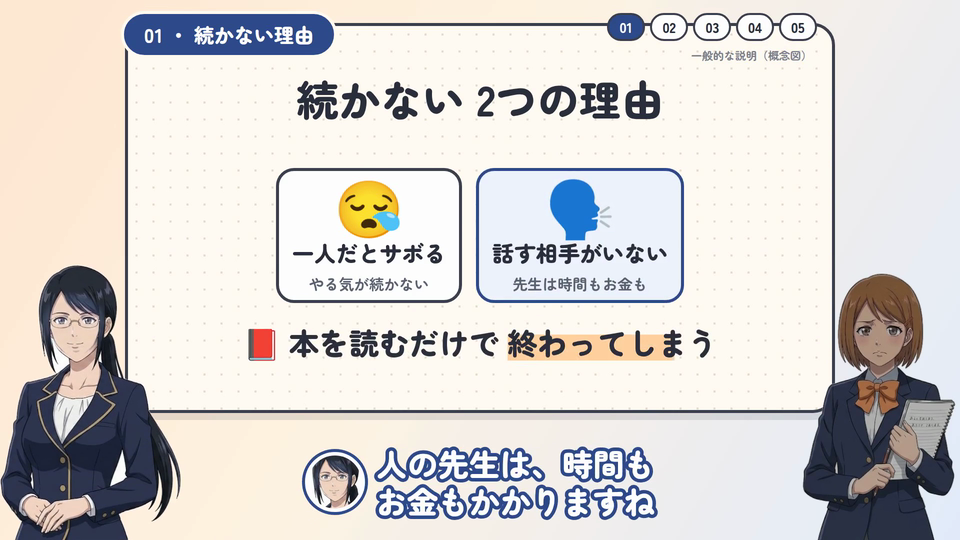 01 ・ 続かない理由
01 02 03 04 05
一般的な説明（概念図）
続かない 2つの理由
一人だとサボる
やる気が続かない
話す相手がいない
先生は時間もお金も
本を読むだけで 終わってしまう
人の先生は、時間も
お金もかかりますね